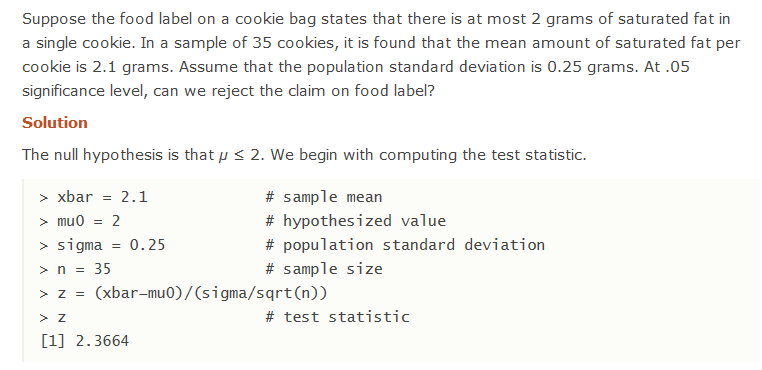 Suppose the food label on a cookie bag states that there is at most 2 grams of saturated fat in
a single cookie. In a sample of 35 cookies, it is found that the mean amount of saturated fat per
cookie is 2.1 grams. Assume that the population standard deviation is 0.25 grams. At .05
significance level, can we reject the claim on food label?
Solution
The null hypothesis is that μ ≤ 2. We begin with computing the test statistic.
> xbar = 2.1 # sample mean
> mu0 = 2 # hypothesized value
> sigma = 0.25 # population standard deviation
> n = 35 # sample size
> z = (xbar−mu0)/(sigma/sqrt(n))
> z # test statistic
[1] 2.3664